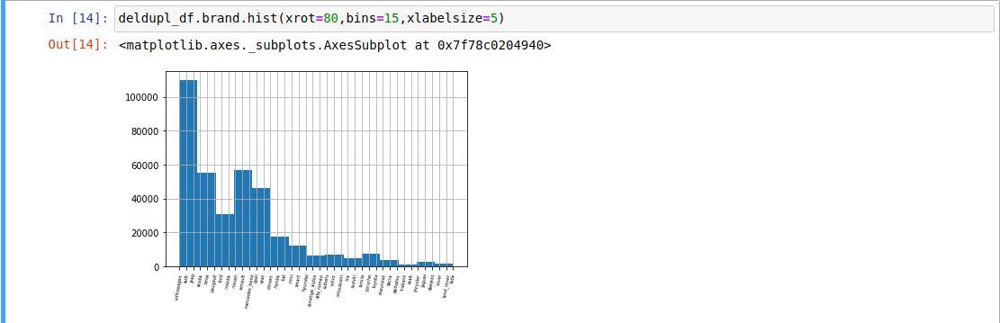 In [14]: deldupl_df.brand.hist(xrot=80,bins=15,xlabelsize=5)
Out[14]: <matplotlib.axes._subplots.AxesSubplot at 0x7f78c0204940>
100000
80000
60000
40000
20000
0
volkswagen audi jeep skoda bmw peugeot ford mazda nissan renault mercedes_benz opel seat citroen honda fiat mini smart hyundai sonstige_autos alfa_romeo subaru volvo mitsubishi kia suzuki lancia porsche toyota chevrolet dacia daihatsu trabant saab chrysler jaguar daewoo rover land_rover lada